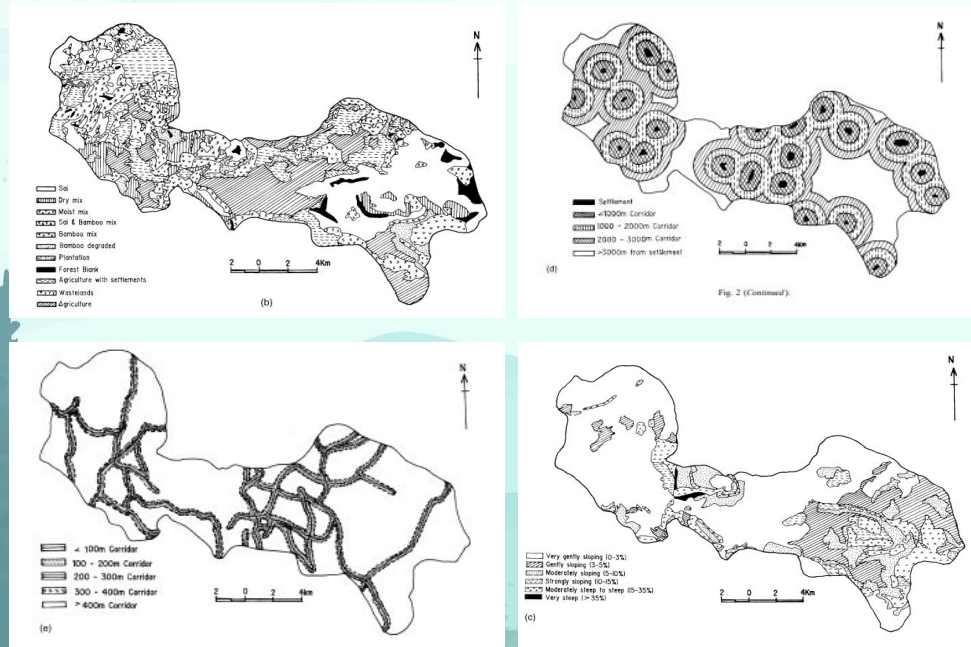 N
Sal
Dry mix
Moist mix
Sal & Bamboo mix
Bamboo mix
Bamboo degraded
Plantation
Forest Blank
Agriculture with settlements
Wastelands
Agriculture
2 0 2 4Km
(b)
N
Settlement
<1000m Corridor
1000 - 2000m Corridor
2000 - 3000m Corridor
>3000m from settlement
2 0 2 4km
(d)
Fig. 2 (Continued).
N
< 100m Corridor
100 - 200m Corridor
200 - 300m Corridor
300 - 400m Corridor
>400m Corridor
2 0 2 4Km
(e)
N
Very gently sloping (0-3%)
Gently sloping (3-5%)
Moderately sloping (5-10%)
Strongly sloping (10-15%)
Moderately steep to steep (15-35%)
Very steep (>35%)
2 0 2 4Km
(c)